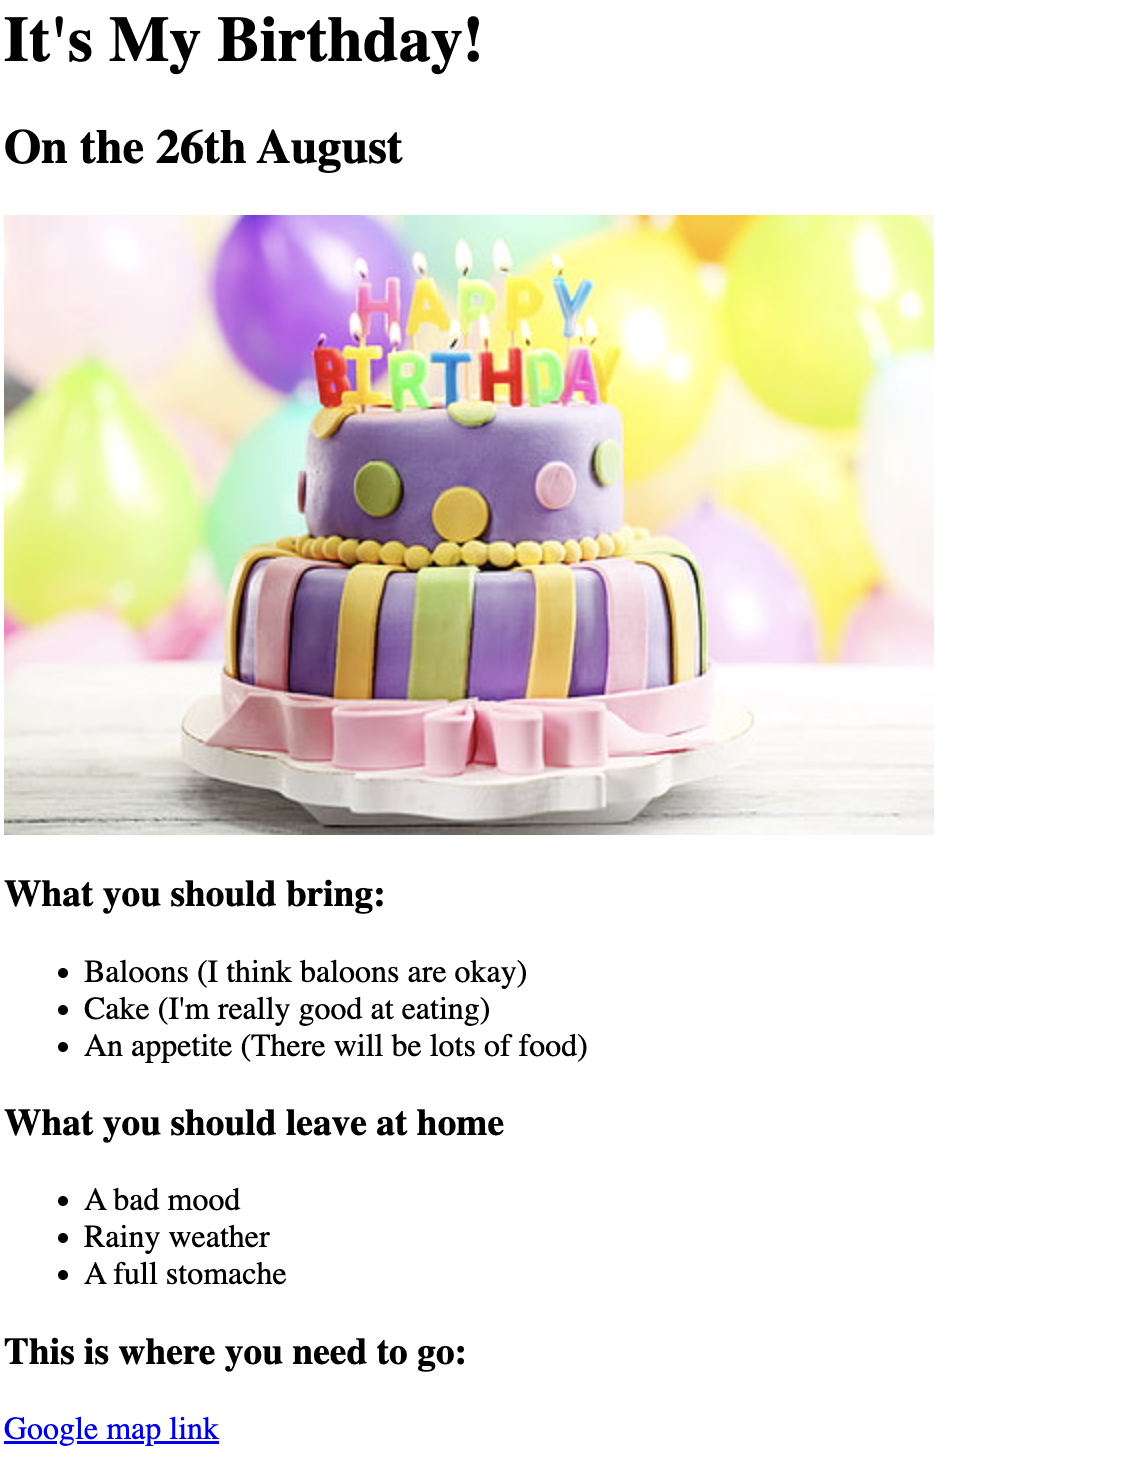 It's My Birthday!
On the 26th August
HAPPY
BIRTHDAY
What you should bring:
Baloons (I think baloons are okay)
Cake (I'm really good at eating)
An appetite (There will be lots of food)
What you should leave at home
A bad mood
Rainy weather
A full stomache
This is where you need to go:
Google map link